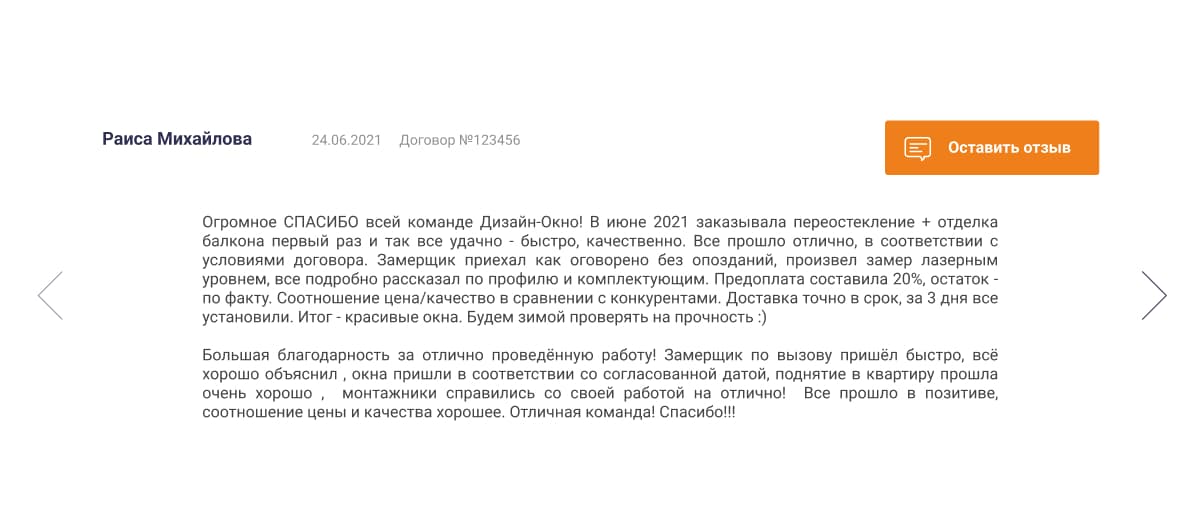 Раиса Михайлова 24.06.2021 Договор №123456 Оставить отзыв
Огромное СПАСИБО всей команде Дизайн-Окно! В июне 2021 заказывала переостекление + отделка
балкона первый раз и так все удачно - быстро, качественно. Все прошло отлично, в соответствии с
условиями договора. Замерщик приехал как оговорено без опозданий, произвел замер лазерным
уровнем, все подробно рассказал по профилю и комплектующим. Предоплата составила 20%, остаток -
по факту. Соотношение цена/качество в сравнении с конкурентами. Доставка точно в срок, за 3 дня все
установили. Итог - красивые окна. Будем зимой проверять на прочность :)
Большая благодарность за отлично проведённую работу! Замерщик по вызову пришёл быстро, всё
хорошо объяснил , окна пришли в соответствии со согласованной датой, поднятие в квартиру прошла
очень хорошо , монтажники справились со своей работой на отлично! Все прошло в позитиве,
соотношение цены и качества хорошее. Отличная команда! Спасибо!!!